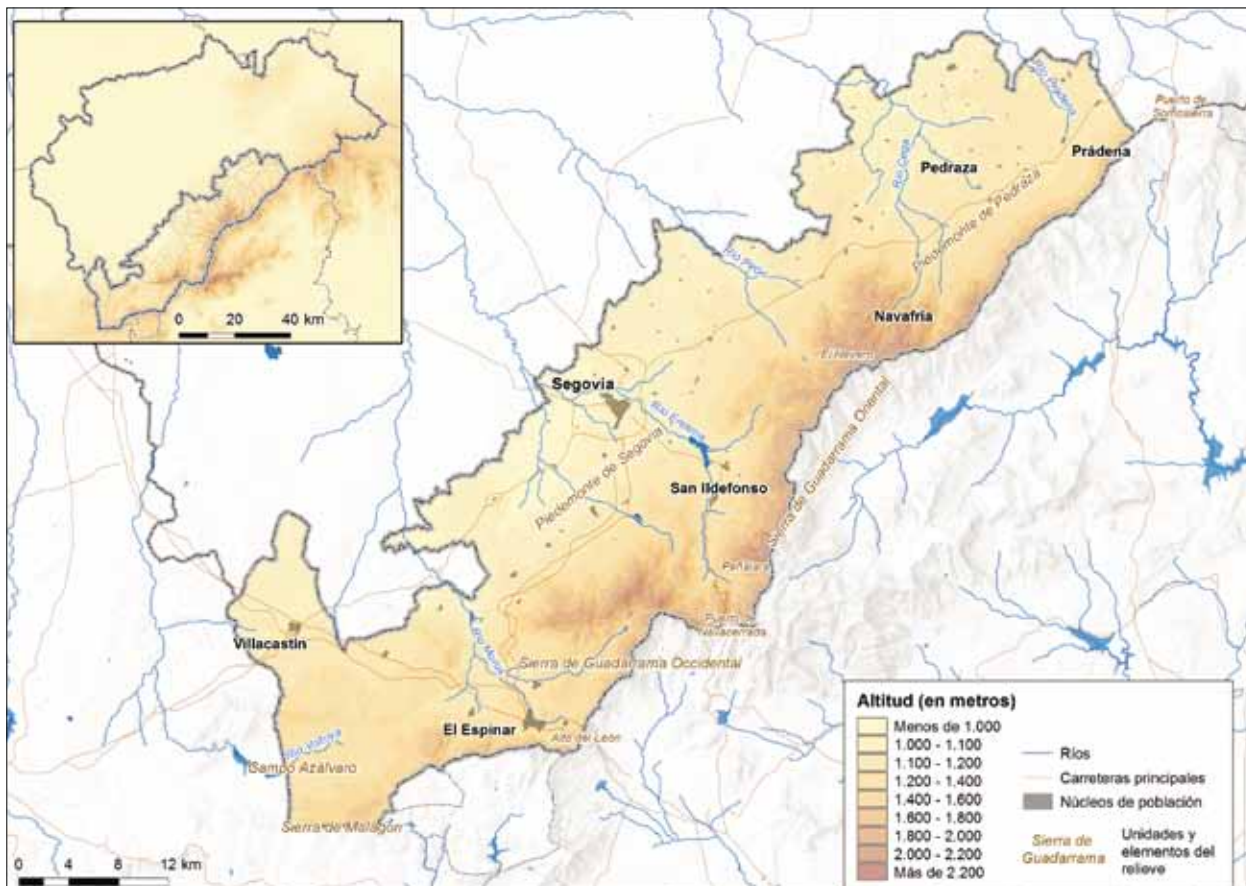 0 20 40 km
Puerto de
Somosierra
Río Prádena
Prádena
Pedraza
Río Cega
Piedemonte de Pedraza
Río Pirón
Navafría
El Nevero
Segovia
Río Eresma
Sierra de Guadarrama Oriental
Piedemonte de Segovia
San Ildefonso
Peñalara
Puerto
Navacerrada
Villacastín
Río Moros
Sierra de Guadarrama Occidental
El Espinar
Alto del León
Río Voltoya
Campo Azálvaro
Sierra de Malagón
0 4 8 12 km
Altitud (en metros)
Menos de 1.000
1.000 - 1.100
1.100 - 1.200
1.200 - 1.400
1.400 - 1.600
1.600 - 1.800
1.800 - 2.000
2.000 - 2.200
Más de 2.200
Ríos
Carreteras principales
Núcleos de población
Sierra de
Guadarrama
Unidades y
elementos del
relieve